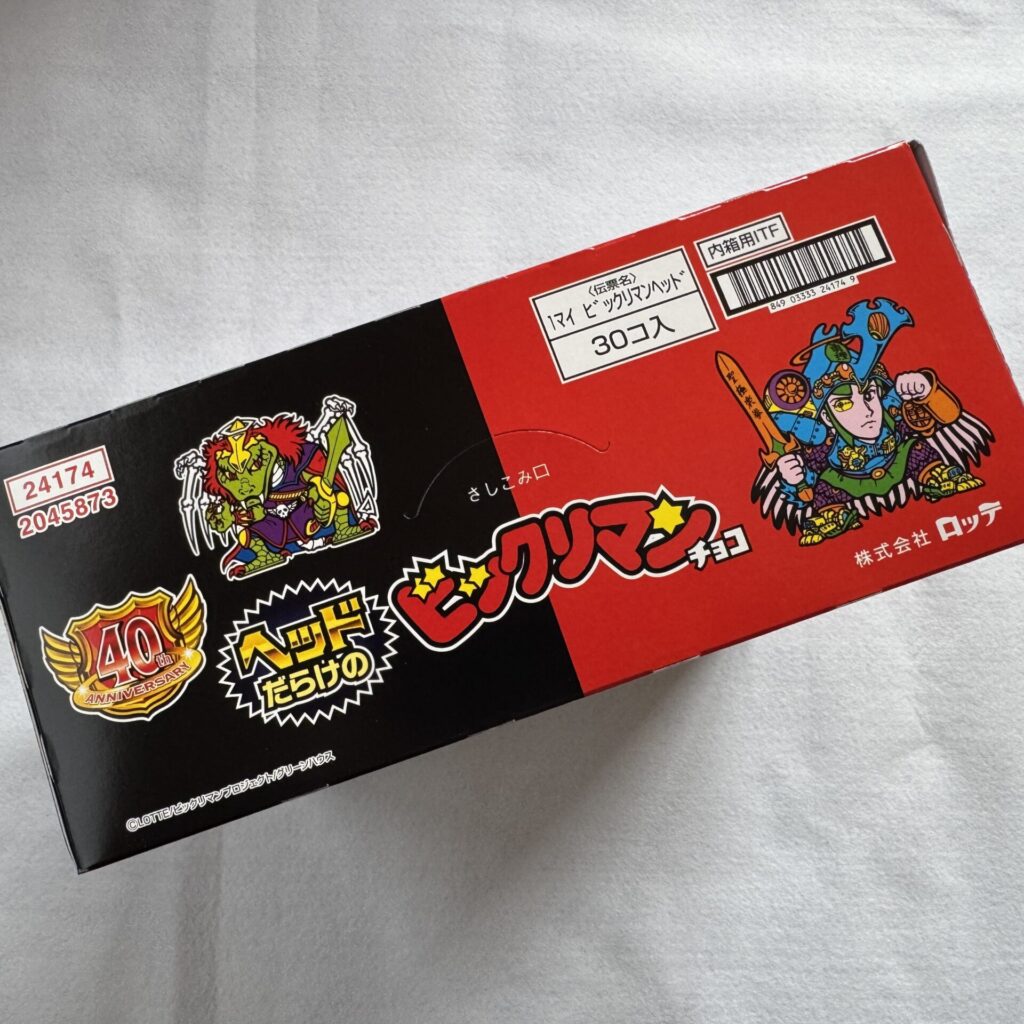 内箱用ITF
849 03333 24174 9
〈伝票名〉
1マイ ビックリマンヘッド
30コ入
24174
2045873
さしこみ口
ビックリマン
チョコ
株式会社 ロッテ
40th
ANNIVERSARY
ヘッド
だらけの
©LOTTE/ビックリマンプロジェクト/グリーンハウス